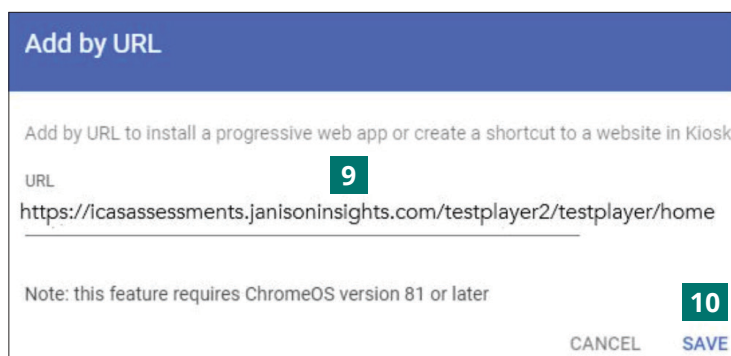 Add by URL
Add by URL to install a progressive web app or create a shortcut to a website in Kiosk
URL
9
https://icasassessments.janisoninsights.com/testplayer2/testplayer/home
Note: this feature requires ChromeOS version 81 or later
10
CANCEL SAVE